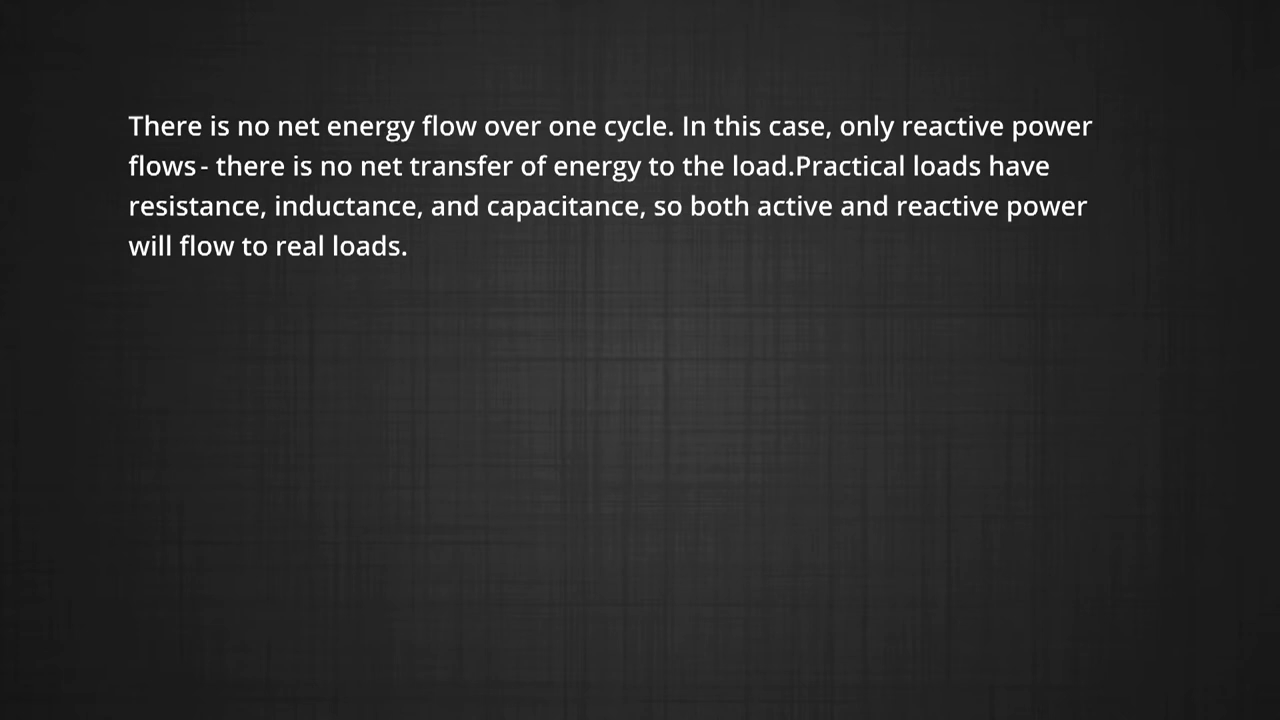 There is no net energy flow over one cycle. In this case, only reactive power
flows - there is no net transfer of energy to the load.Practical loads have
resistance, inductance, and capacitance, so both active and reactive power
will flow to real loads.